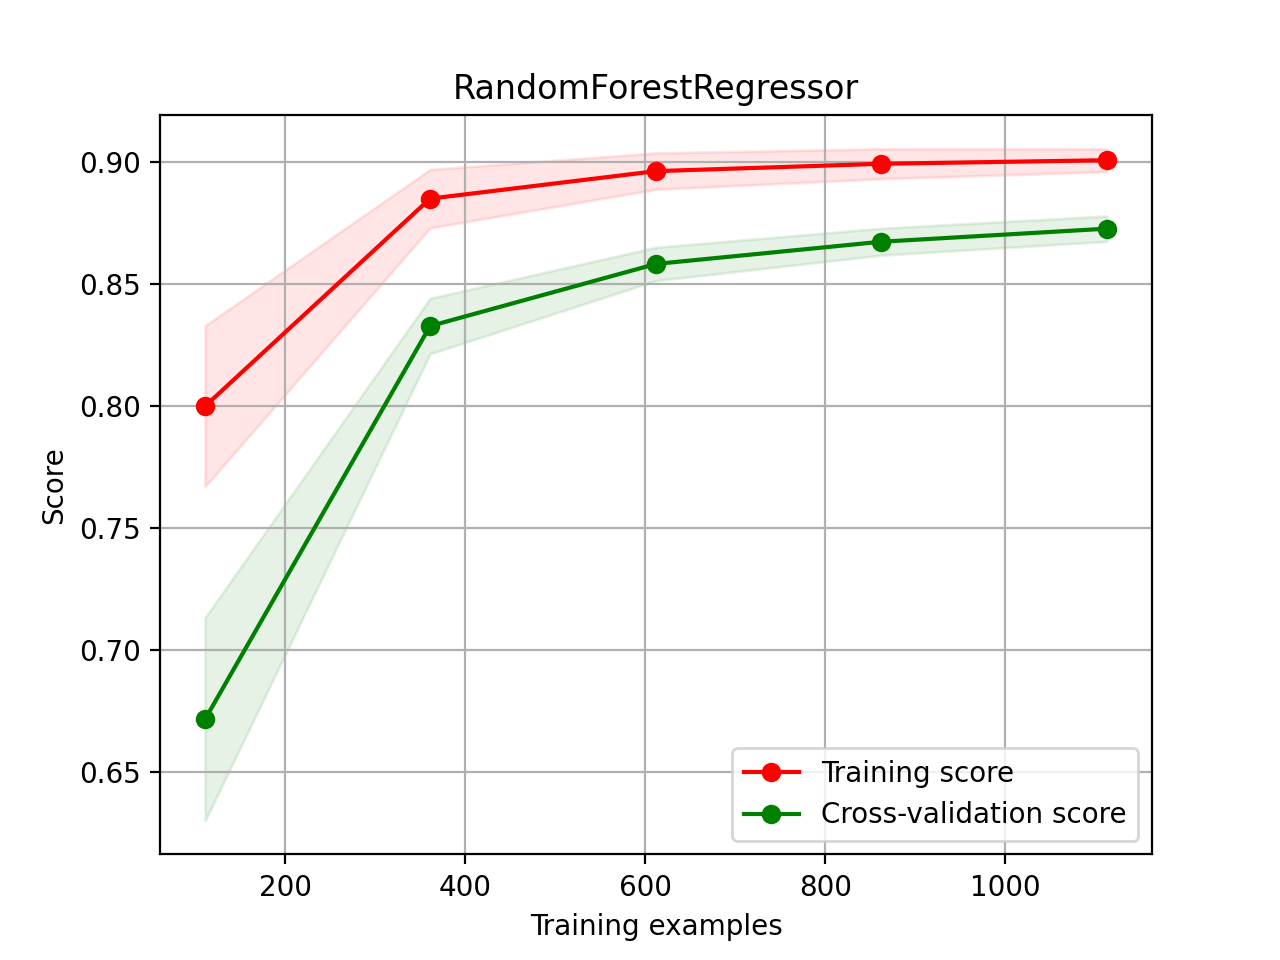 RandomForestRegressor
0.90
0.85
0.80
0.75
0.70
0.65
Score
200 400 600 800 1000
Training examples
Training score
Cross-validation score